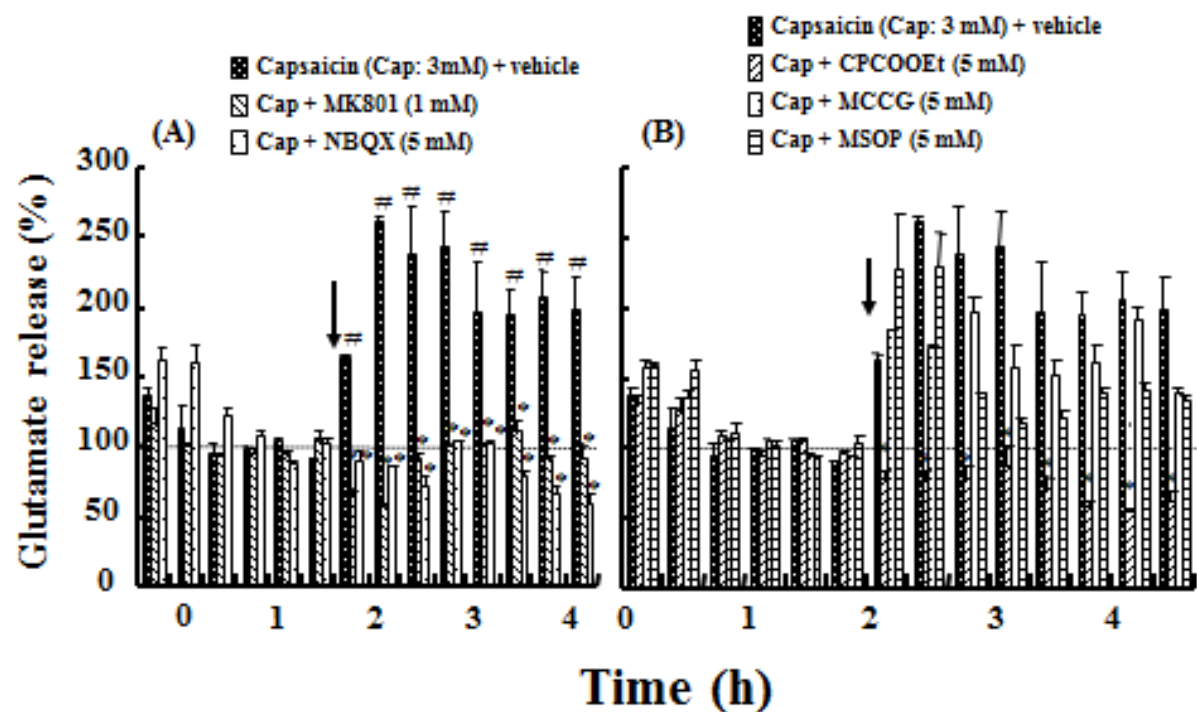 Capsaicin (Cap: 3mM) + vehicle
Cap + MK801 (1 mM)
Cap + NBQX (5 mM)
(A)
Capsaicin (Cap: 3 mM) + vehicle
Cap + CPCOOEt (5 mM)
Cap + MCCG (5 mM)
Cap + MSOP (5 mM)
(B)
Glutamate release (%)
300
250
200
150
100
50
0
# # # # # # # #
0 1 2 3 4
0 1 2 3 4
Time (h)